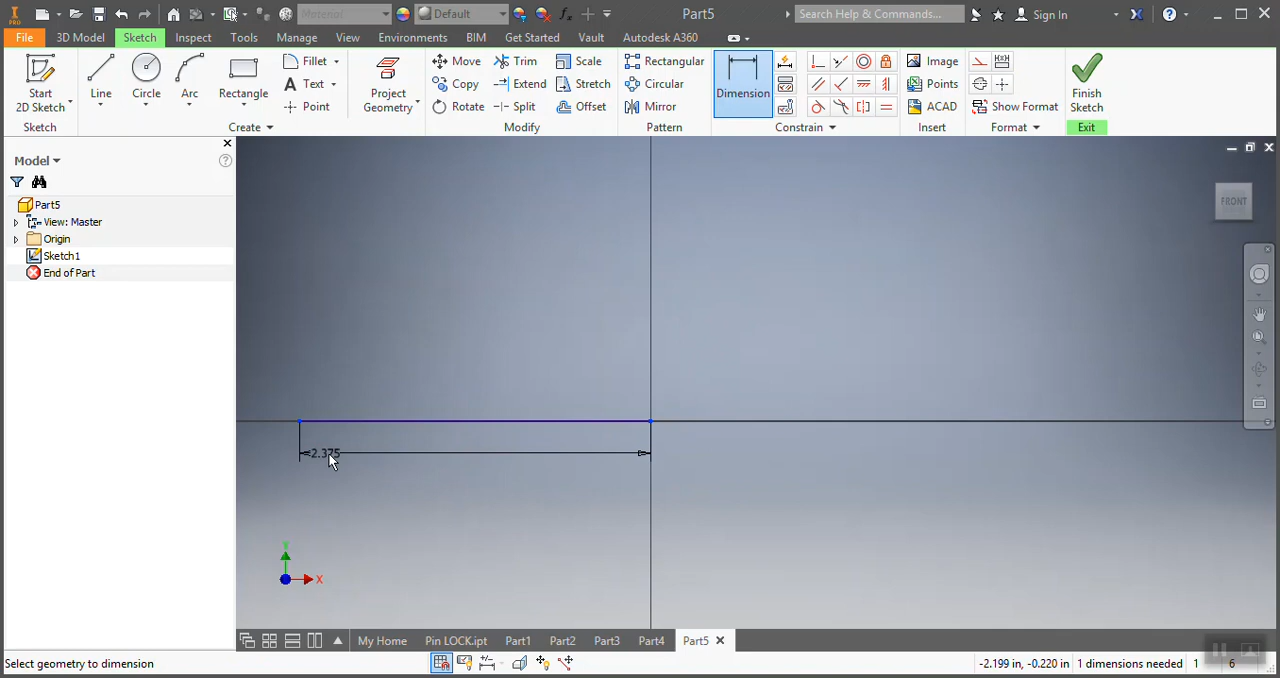 PRO
Material
Default
Part5
Search Help & Commands...
Sign In
File
3D Model
Sketch
Inspect
Tools
Manage
View
Environments
BIM
Get Started
Vault
Autodesk A360
Start
2D Sketch
Sketch
Line
Circle
Arc
Rectangle
Fillet
Text
Point
Create
Project
Geometry
Move
Copy
Rotate
Trim
Extend
Split
Modify
Scale
Stretch
Offset
Rectangular
Circular
Mirror
Pattern
Dimension
Constrain
Image
Points
ACAD
Insert
Show Format
Format
Finish
Sketch
Exit
Model
Part5
View: Master
Origin
Sketch1
End of Part
FRONT
2.375
Y
X
My Home
Pin LOCK.ipt
Part1
Part2
Part3
Part4
Part5
Select geometry to dimension
-2.199 in, -0.220 in
1 dimensions needed
1
6